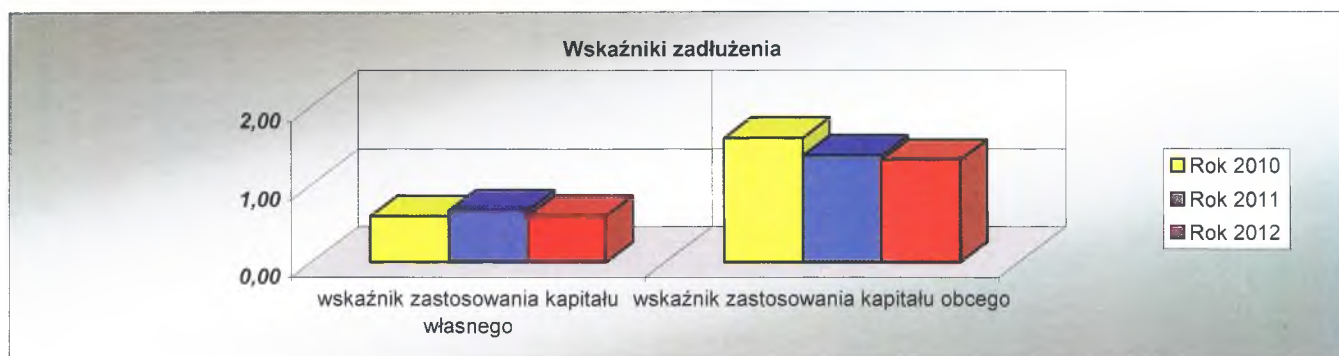 Wskaźniki zadłużenia
2,00
1,00
0,00
wskaźnik zastosowania kapitału
własnego
wskaźnik zastosowania kapitału obcego
Rok 2010
Rok 2011
Rok 2012